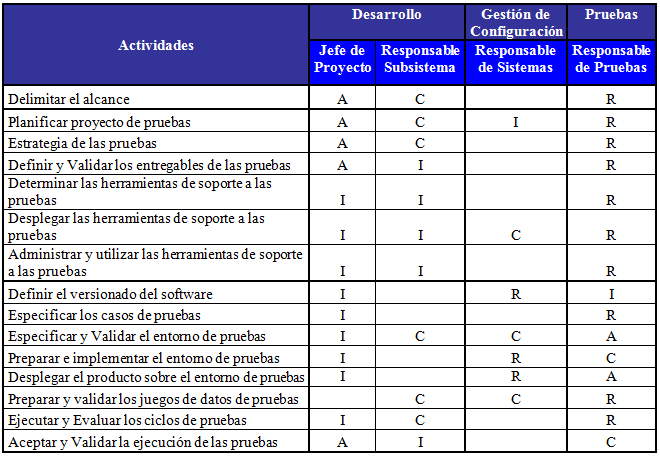 Actividades
Desarrollo
Gestión de
Configuración
Pruebas
Jefe de
Proyecto
Responsable
Subsistema
Responsable
de Sistemas
Responsable
de Pruebas
Delimitar el alcance A C R
Planificar proyecto de pruebas A C I R
Estrategia de las pruebas A C R
Definir y Validar los entregables de las pruebas A I R
Determinar las herramientas de soporte a las
pruebas I I R
Desplegar las herramientas de soporte a las
pruebas I I C R
Administrar y utilizar las herramientas de soporte
a las pruebas I I R
Definir el versionado del software I R I
Especificar los casos de pruebas I R
Especificar y Validar el entorno de pruebas I C C A
Preparar e implementar el entorno de pruebas I R C
Desplegar el producto sobre el entorno de pruebas I R A
Preparar y validar los juegos de datos de pruebas C C R
Ejecutar y Evaluar los ciclos de pruebas I C R
Aceptar y Validar la ejecución de las pruebas A I C